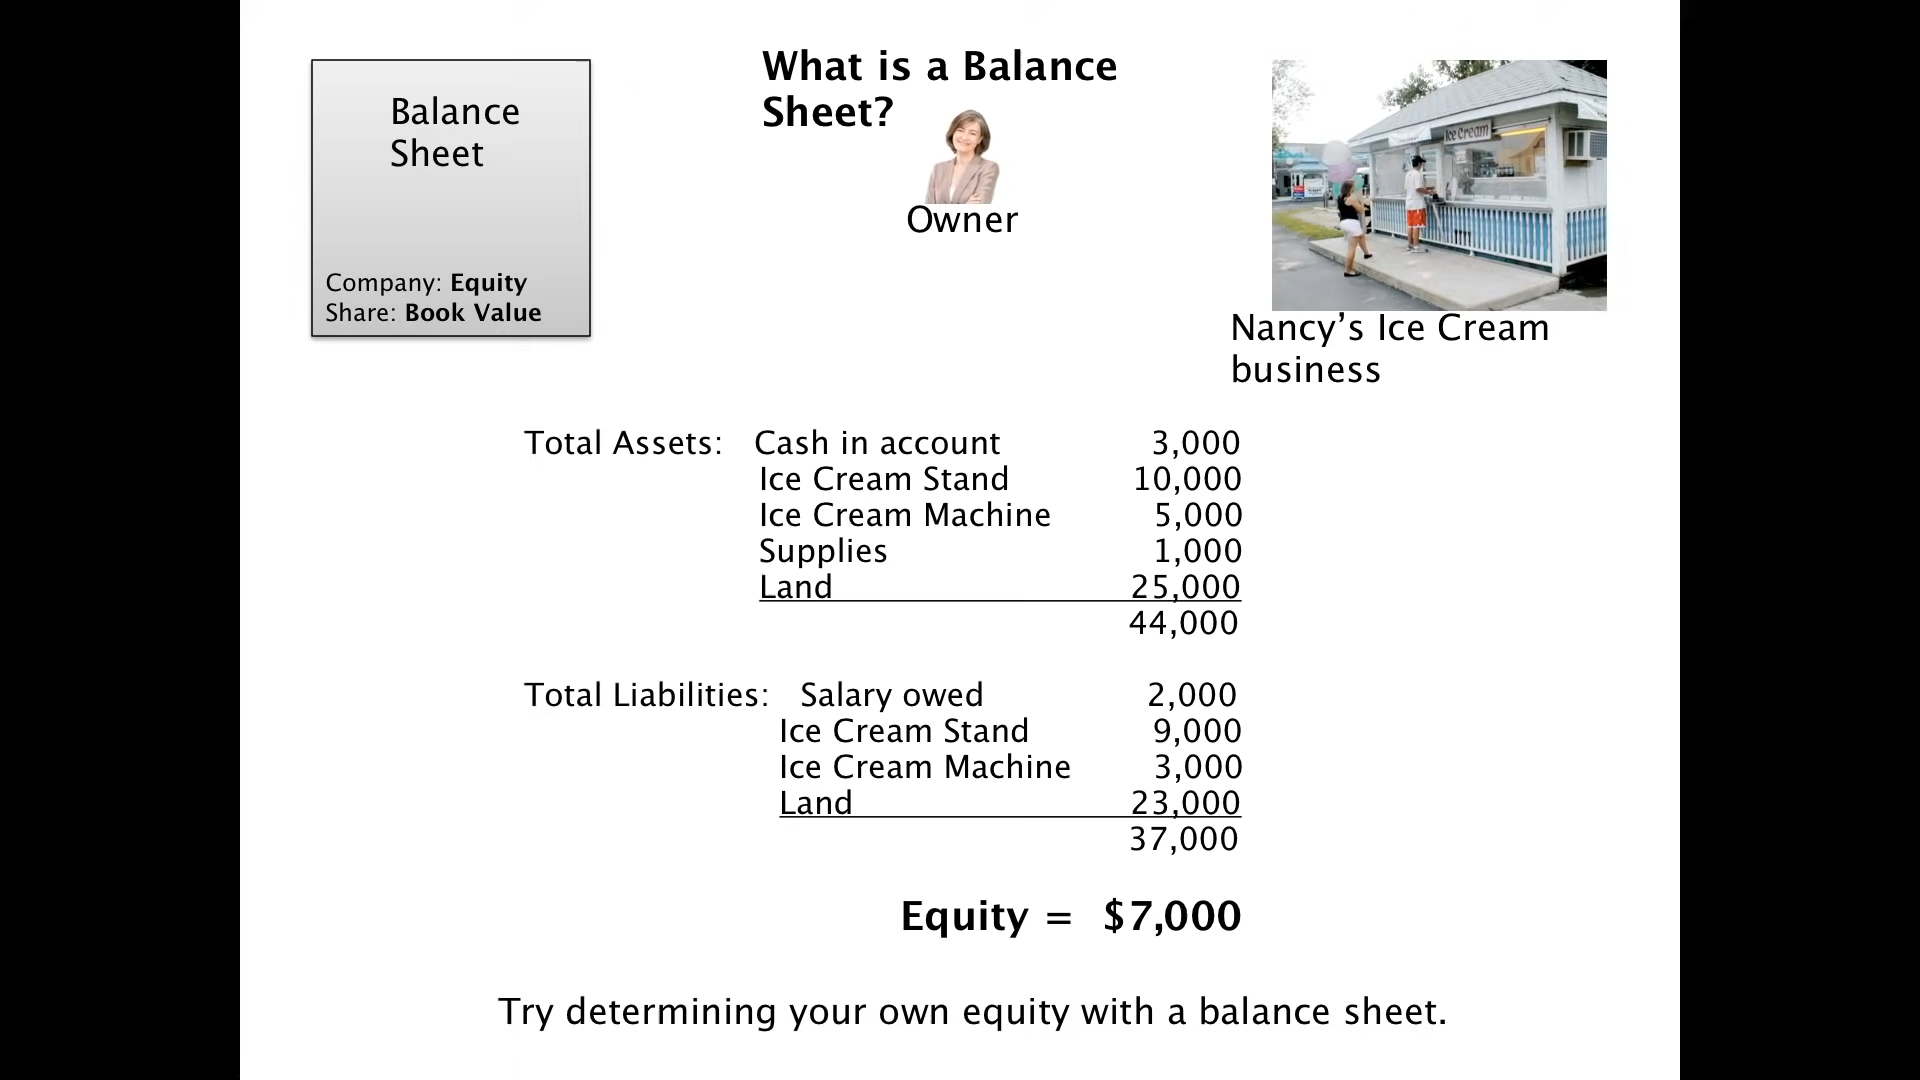 What is a Balance
Sheet?
Balance
Sheet
Company: Equity
Share: Book Value
Owner
Ice Cream
Nancy’s Ice Cream
business
Total Assets: Cash in account 3,000
Ice Cream Stand 10,000
Ice Cream Machine 5,000
Supplies 1,000
Land 25,000
44,000
Total Liabilities: Salary owed 2,000
Ice Cream Stand 9,000
Ice Cream Machine 3,000
Land 23,000
37,000
Equity = $7,000
Try determining your own equity with a balance sheet.